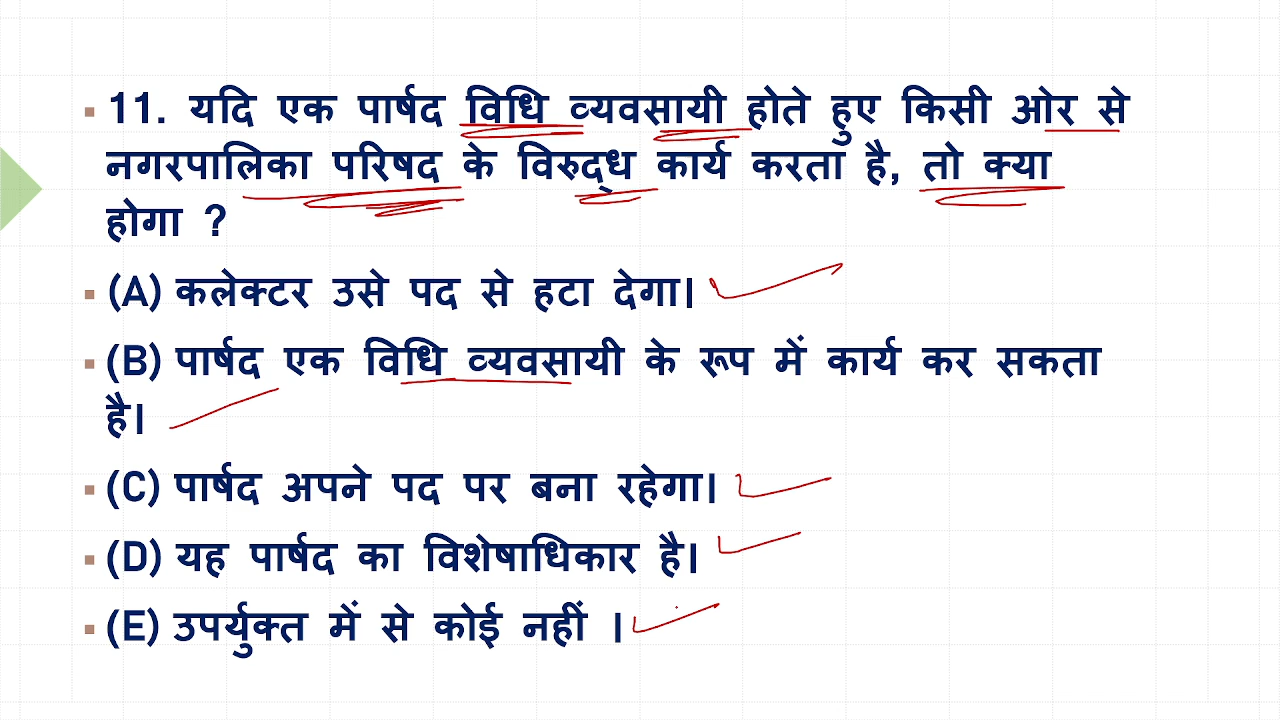 ▪ 11. यदि एक पार्षद विधि व्यवसायी होते हुए किसी ओर से
नगरपालिका परिषद के विरुद्ध कार्य करता है, तो क्या
होगा ?
▪ (A) कलेक्टर उसे पद से हटा देगा।
▪ (B) पार्षद एक विधि व्यवसायी के रूप में कार्य कर सकता
है।
▪ (C) पार्षद अपने पद पर बना रहेगा।
▪ (D) यह पार्षद का विशेषाधिकार है।
▪ (E) उपर्युक्त में से कोई नहीं ।